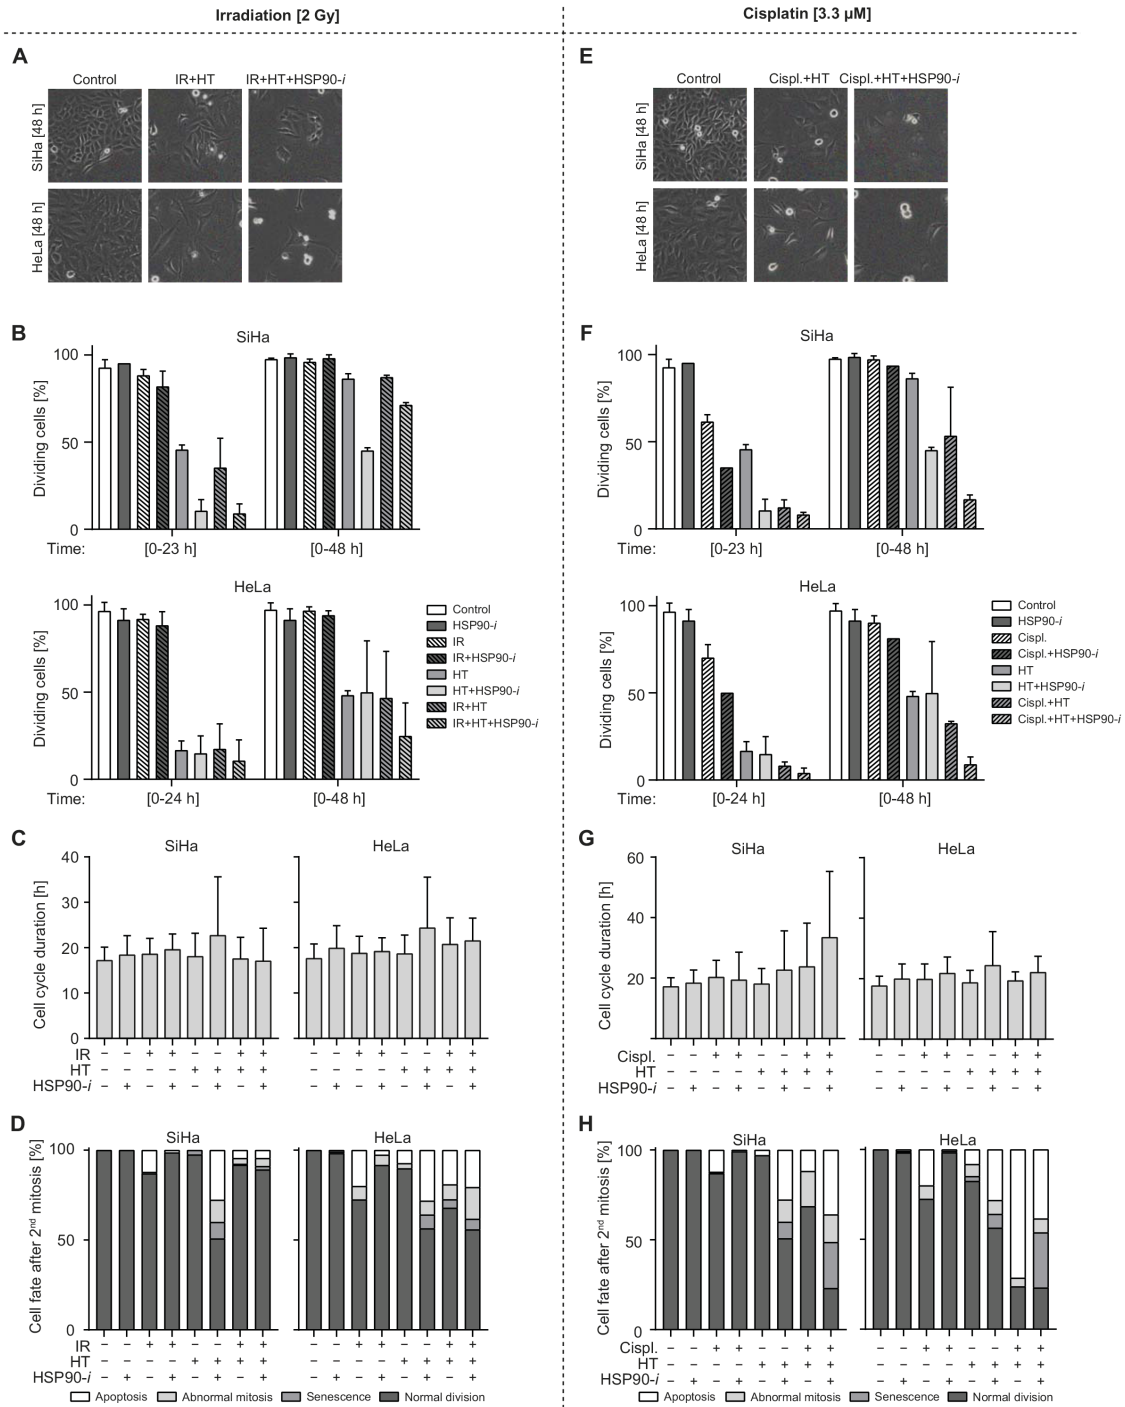 Irradiation [2 Gy]
Cisplatin [3.3 µM]
A
Control IR+HT IR+HT+HSP90-i
SiHa [48 h]
HeLa [48 h]
E
Control Cispl.+HT Cispl.+HT+HSP90-i
SiHa [48 h]
HeLa [48 h]
B
SiHa
Dividing cells [%]
100
50
0
Time: [0-23 h] [0-48 h]
HeLa
Dividing cells [%]
100
50
0
Time: [0-24 h] [0-48 h]
Control
HSP90-i
IR
IR+HSP90-i
HT
HT+HSP90-i
IR+HT
IR+HT+HSP90-i
F
SiHa
Dividing cells [%]
100
50
0
Time: [0-23 h] [0-48 h]
HeLa
Dividing cells [%]
100
50
0
Time: [0-24 h] [0-48 h]
Control
HSP90-i
Cispl.
Cispl.+HSP90-i
HT
HT+HSP90-i
Cispl.+HT
Cispl.+HT+HSP90-i
C
SiHa HeLa
Cell cycle duration [h]
40
30
20
10
0
IR – – + + – – + + – – + + – – + +
HT – – – – + + + + – – – – + + + +
HSP90-i – + – + – + – + – + – + – + – +
G
SiHa HeLa
Cell cycle duration [h]
60
40
20
Cispl. – – + + – – + + – – + + – – + +
HT – – – – + + + + – – – – + + + +
HSP90-i – + – + – + – + – + – + – + – +
D
SiHa HeLa
Cell fate after 2nd mitosis [%]
100
50
0
IR – – + + – – + + – – + + – – + +
HT – – – – + + + + – – – – + + + +
HSP90-i – + – + – + – + – + – + – + – +
Apoptosis Abnormal mitosis Senescence Normal division
H
SiHa HeLa
Cell fate after 2nd mitosis [%]
100
50
0
Cispl. – – + + – – + + – – + + – – + +
HT – – – – + + + + – – – – + + + +
HSP90-i – + – + – + – + – + – + – + – +
Apoptosis Abnormal mitosis Senescence Normal division